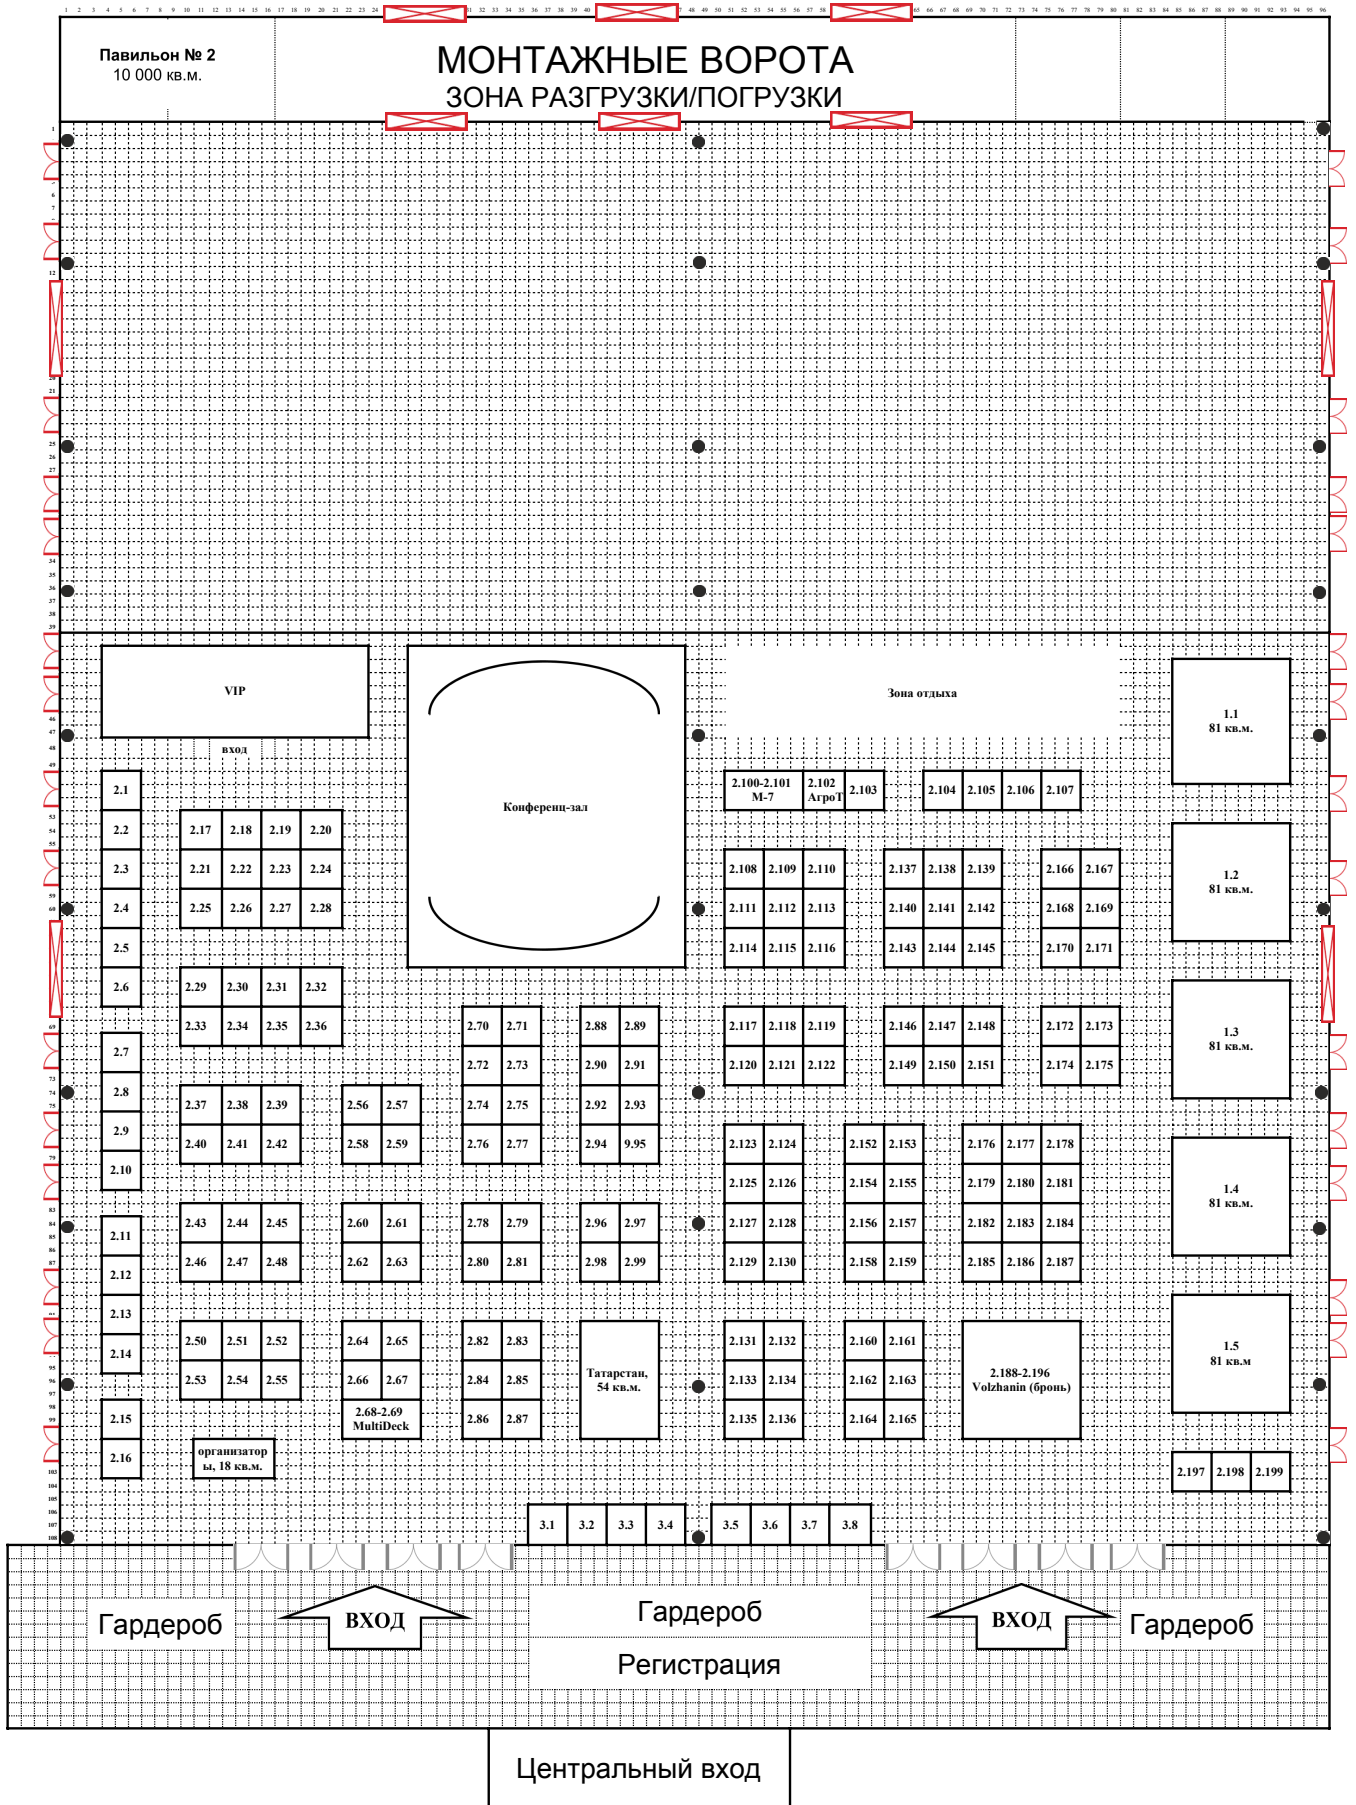 Павильон № 2
10 000 кв.м.
МОНТАЖНЫЕ ВОРОТА
ЗОНА РАЗГРУЗКИ/ПОГРУЗКИ
VIP
вход
Конференц-зал
Зона отдыха
1.1
81 кв.м.
2.1
2.100-2.101
М-7
2.102
АгроТ
2.103
2.104 2.105 2.106 2.107
2.2
2.17 2.18 2.19 2.20
2.3
2.21 2.22 2.23 2.24
2.108 2.109 2.110
2.137 2.138 2.139
2.166 2.167
1.2
81 кв.м.
2.4
2.25 2.26 2.27 2.28
2.111 2.112 2.113
2.140 2.141 2.142
2.168 2.169
2.5
2.114 2.115 2.116
2.143 2.144 2.145
2.170 2.171
2.6
2.29 2.30 2.31 2.32
2.33 2.34 2.35 2.36
2.70 2.71
2.88 2.89
2.117 2.118 2.119
2.146 2.147 2.148
2.172 2.173
1.3
81 кв.м.
2.7
2.72 2.73
2.90 2.91
2.120 2.121 2.122
2.149 2.150 2.151
2.174 2.175
2.8
2.37 2.38 2.39
2.56 2.57
2.74 2.75
2.92 2.93
2.9
2.40 2.41 2.42
2.58 2.59
2.76 2.77
2.94 9.95
2.123 2.124
2.152 2.153
2.176 2.177 2.178
2.10
2.125 2.126
2.154 2.155
2.179 2.180 2.181
1.4
81 кв.м.
2.11
2.43 2.44 2.45
2.60 2.61
2.78 2.79
2.96 2.97
2.127 2.128
2.156 2.157
2.182 2.183 2.184
2.12
2.46 2.47 2.48
2.62 2.63
2.80 2.81
2.98 2.99
2.129 2.130
2.158 2.159
2.185 2.186 2.187
2.13
2.14
2.50 2.51 2.52
2.64 2.65
2.82 2.83
Татарстан,
54 кв.м.
2.131 2.132
2.160 2.161
2.188-2.196
Volzhanin (бронь)
1.5
81 кв.м
2.53 2.54 2.55
2.66 2.67
2.84 2.85
2.133 2.134
2.162 2.163
2.15
2.68-2.69
MultiDeck
2.86 2.87
2.135 2.136
2.164 2.165
2.16
организатор
ы, 18 кв.м.
2.197 2.198 2.199
3.1 3.2 3.3 3.4
3.5 3.6 3.7 3.8
Гардероб
ВХОД
Гардероб
ВХОД
Гардероб
Регистрация
Центральный вход